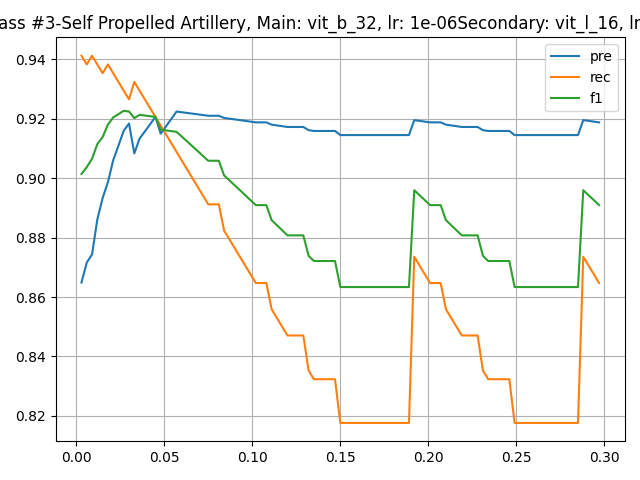 ass #3-Self Propelled Artillery, Main: vit_b_32, lr: 1e-06Secondary: vit_l_16, lr
0.94
0.92
0.90
0.88
0.86
0.84
0.82
0.00 0.05 0.10 0.15 0.20 0.25 0.30
pre
rec
f1